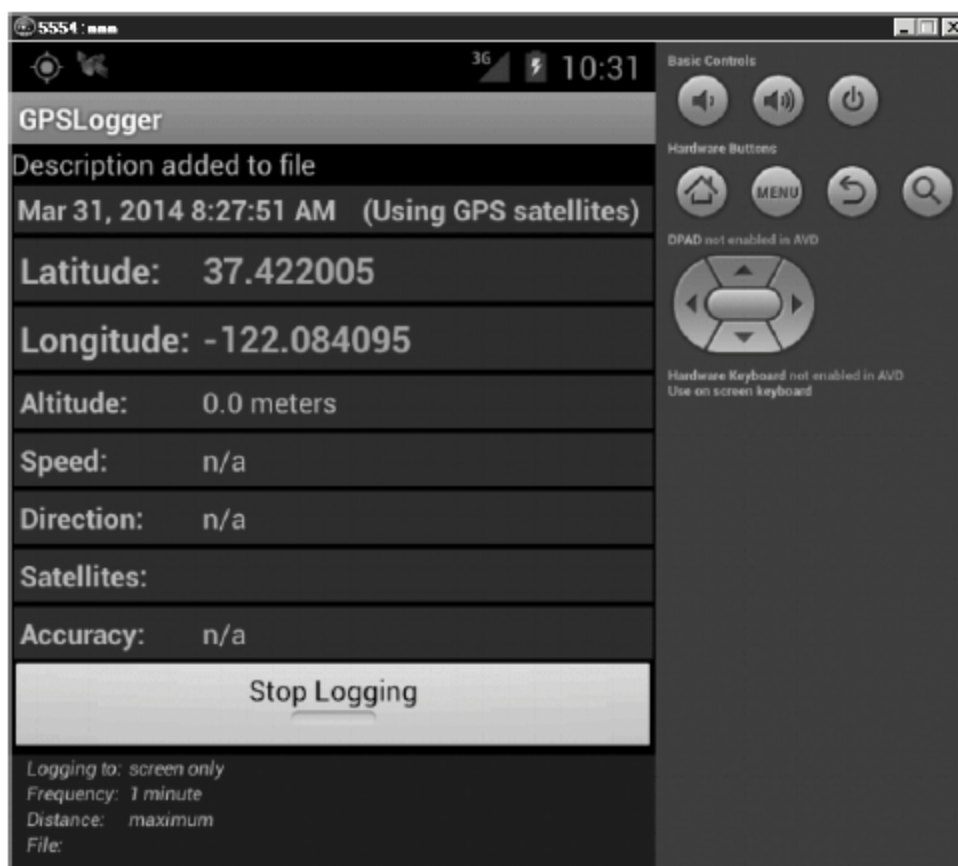 5554:nnn
3G 10:31
GPSLogger
Description added to file
Mar 31, 2014 8:27:51 AM (Using GPS satellites)
Latitude: 37.422005
Longitude: -122.084095
Altitude: 0.0 meters
Speed: n/a
Direction: n/a
Satellites:
Accuracy: n/a
Stop Logging
Logging to: screen only
Frequency: 1 minute
Distance: maximum
File:
Basic Controls
Hardware Buttons
MENU
DPAD not enabled in AVD
Hardware Keyboard not enabled in AVD
Use on screen keyboard